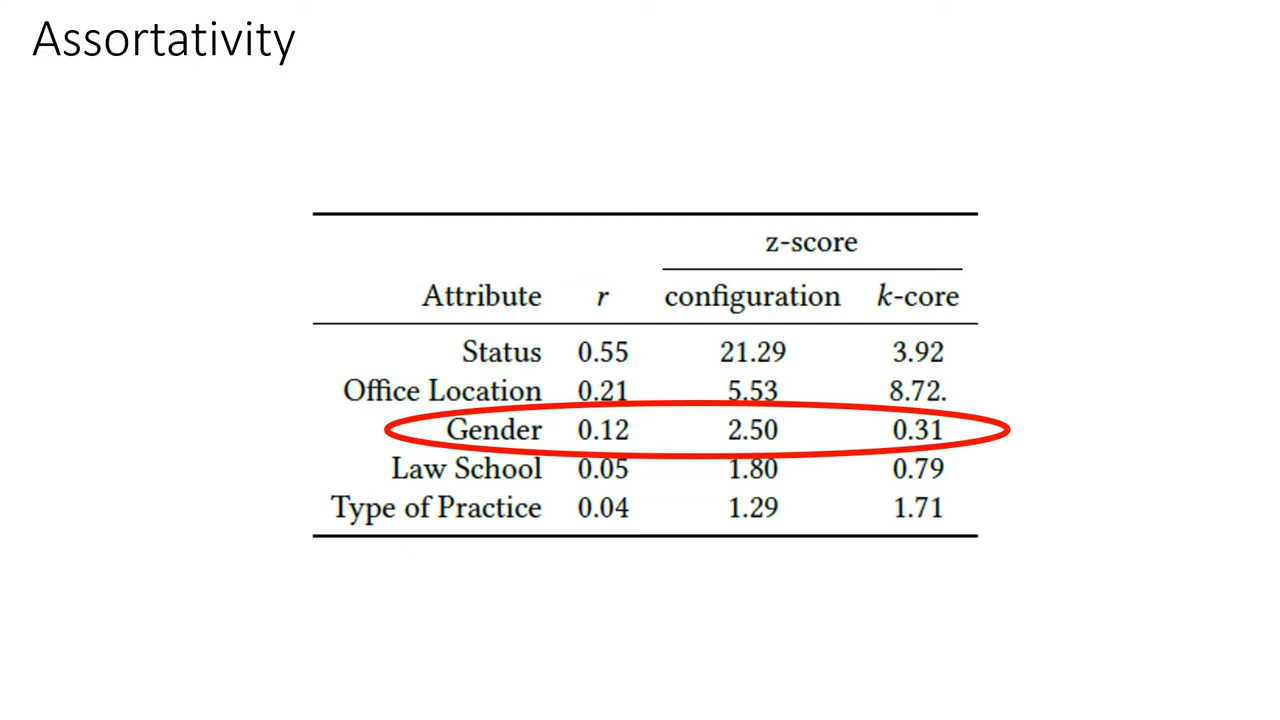 Assortativity
z-score
Attribute r configuration k-core
Status 0.55 21.29 3.92
Office Location 0.21 5.53 8.72.
Gender 0.12 2.50 0.31
Law School 0.05 1.80 0.79
Type of Practice 0.04 1.29 1.71